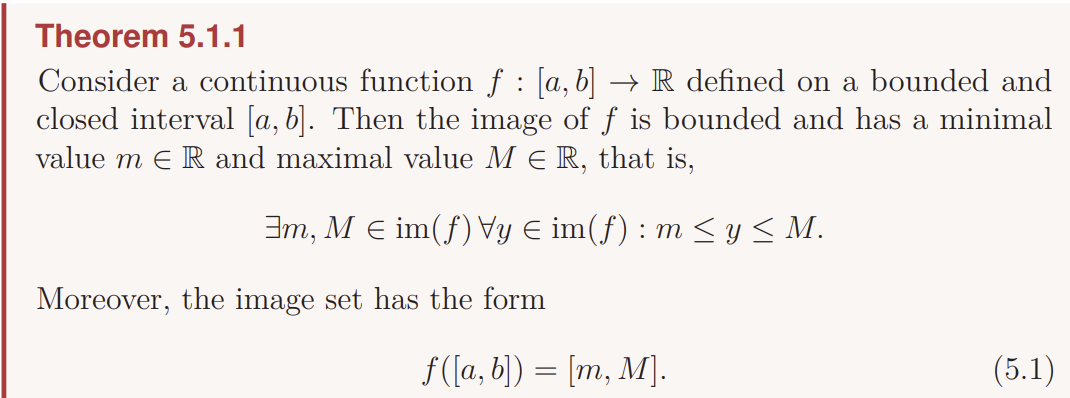 Theorem 5.1.1
Consider a continuous function f : [a, b] → ℝ defined on a bounded and
closed interval [a, b]. Then the image of f is bounded and has a minimal
value m ∈ ℝ and maximal value M ∈ ℝ, that is,
∃m, M ∈ im(f) ∀y ∈ im(f) : m ≤ y ≤ M.
Moreover, the image set has the form
f([a, b]) = [m, M]. (5.1)